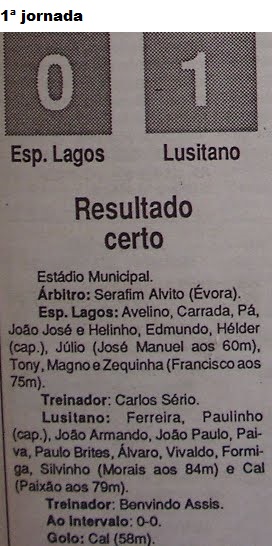 1ª jornada
0 1
Esp. Lagos Lusitano
Resultado
certo
Estádio Municipal.
Árbitro: Serafim Alvito (Évora).
Esp. Lagos: Avelino, Carrada, Pá,
João José e Helinho, Edmundo, Hélder
(cap.), Júlio (José Manuel aos 60m),
Tony, Magno e Zequinha (Francisco aos
75m).
Treinador: Carlos Sério.
Lusitano: Ferreira, Paulinho
(cap.), João Armando, João Paulo, Pai-
va, Paulo Brites, Álvaro, Vivaldo, Formi-
ga, Silvinho (Morais aos 84m) e Cal
(Paixão aos 79m).
Treinador: Benvindo Assis.
Ao intervalo: 0-0.
Golo: Cal (58m).